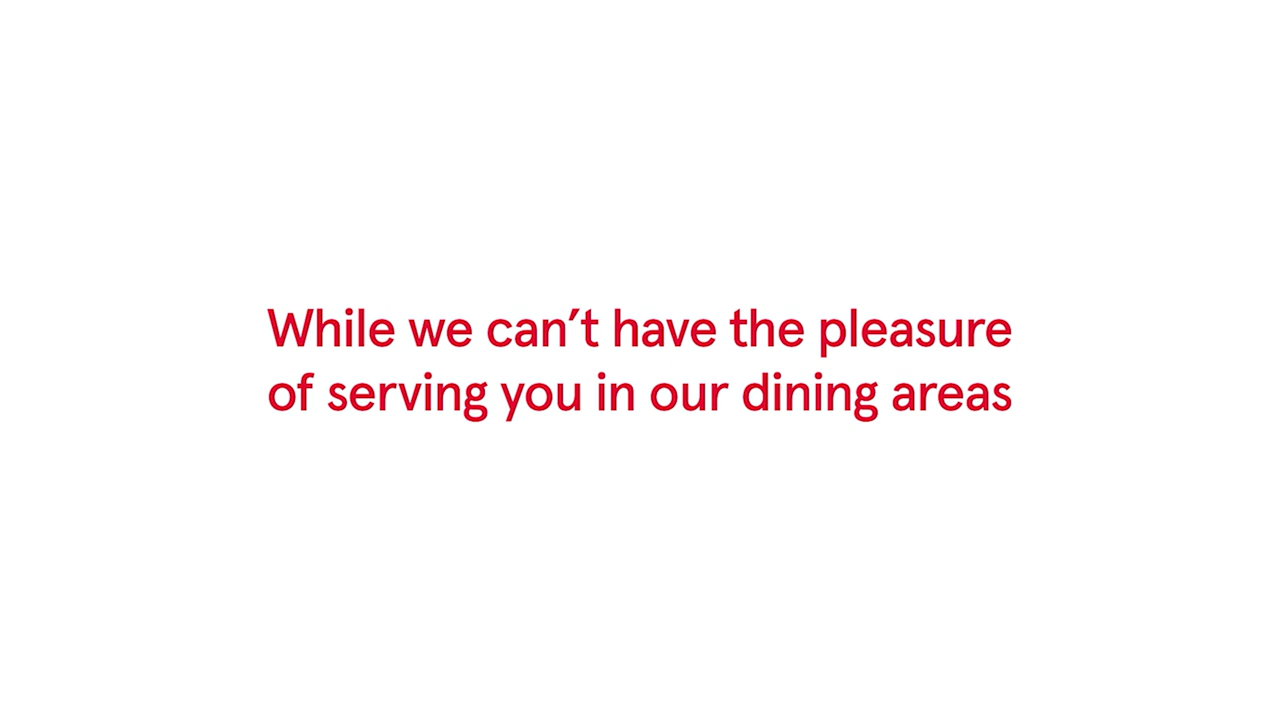 While we can’t have the pleasure
of serving you in our dining areas